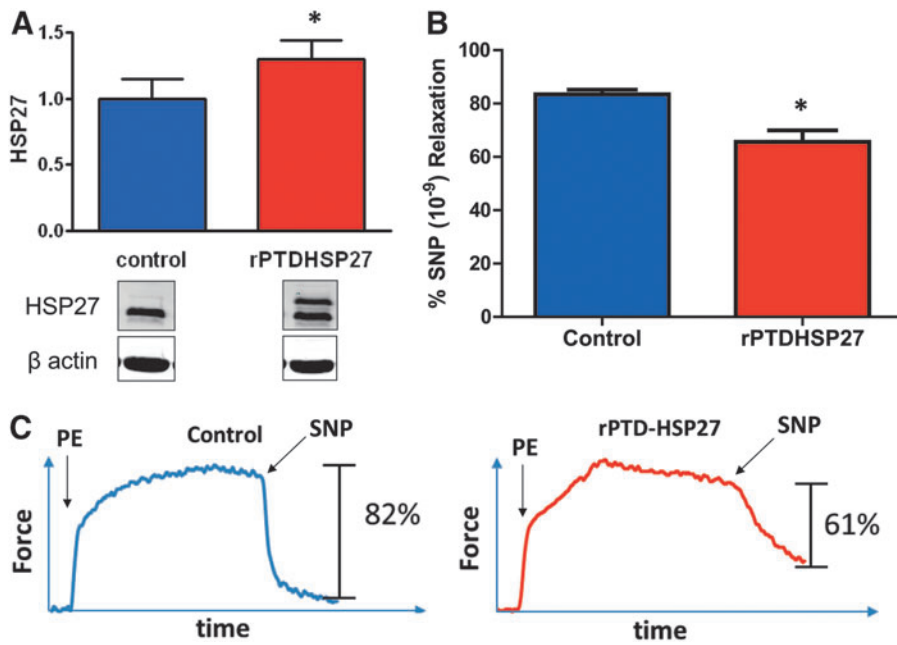 A
HSP27
1.5
1.0
0.5
0.0
*
control rPTDHSP27
HSP27
β actin
B
% SNP (10⁻⁹) Relaxation
100
80
60
40
20
0
*
Control rPTDHSP27
C
PE Control SNP
82%
Force
time
rPTD-HSP27
PE SNP
61%
Force
time